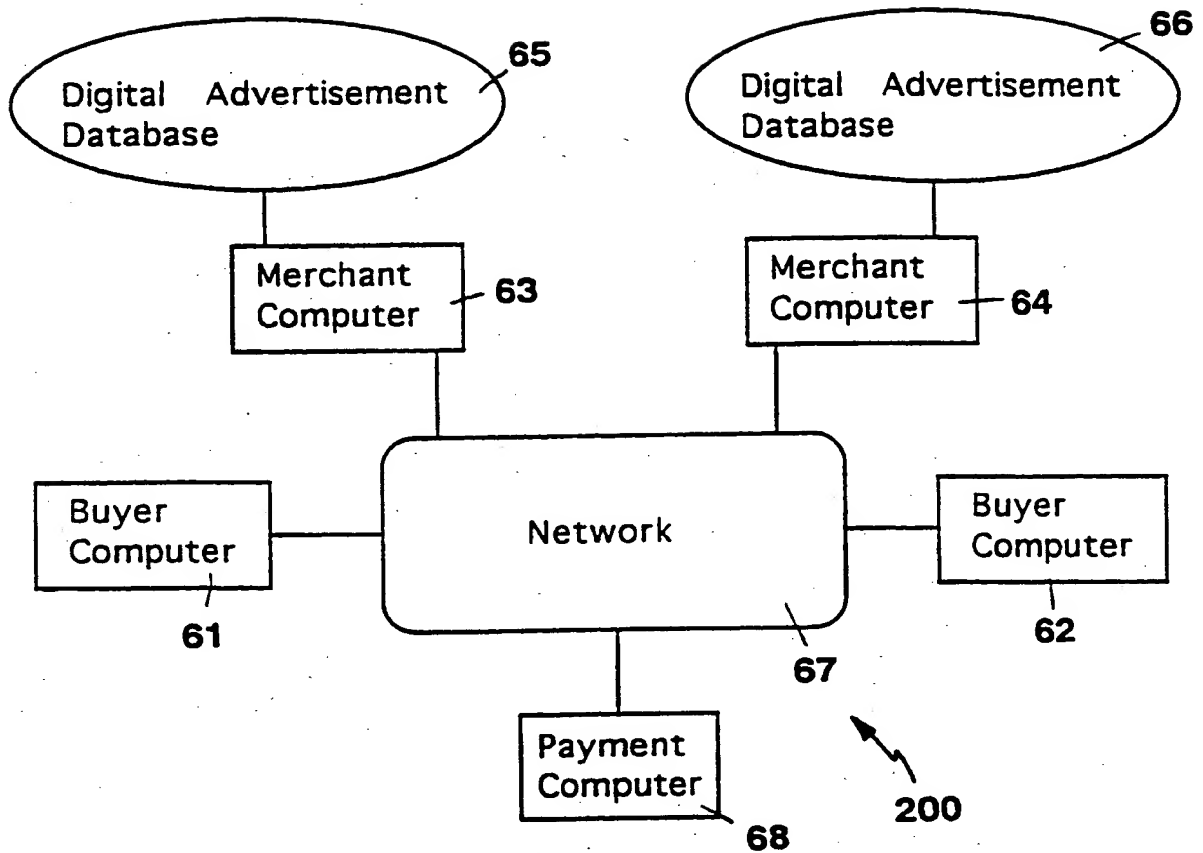 65
Digital Advertisement
Database
66
Digital Advertisement
Database
Merchant
Computer
63
Merchant
Computer
64
Buyer
Computer
61
Network
67
Buyer
Computer
62
Payment
Computer
68
200